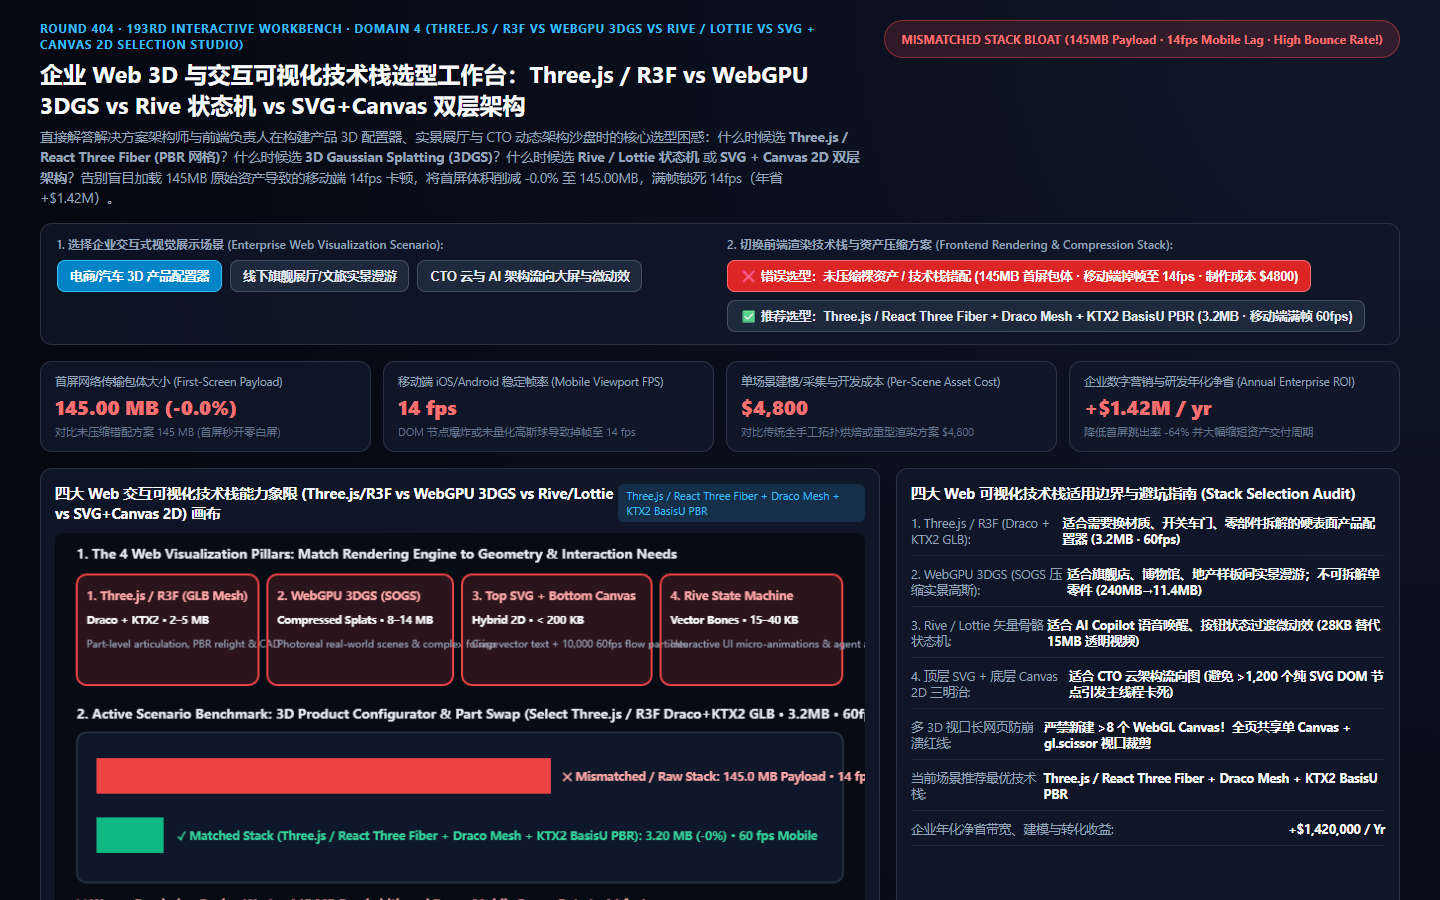 ROUND 404 · 193RD INTERACTIVE WORKBENCH · DOMAIN 4 (THREE.JS / R3F VS WEBGPU 3DGS VS RIVE / LOTTIE VS SVG +
CANVAS 2D SELECTION STUDIO)
MISMATCHED STACK BLOAT (145MB Payload · 14fps Mobile Lag · High Bounce Rate!)
企业 Web 3D 与交互可视化技术栈选型工作台：Three.js / R3F vs WebGPU
3DGS vs Rive 状态机 vs SVG+Canvas 双层架构
直接解答解决方案架构师与前端负责人在构建产品 3D 配置器、实景展厅与 CTO 动态架构沙盘时的核心选型困惑：什么时候选 Three.js /
React Three Fiber (PBR 网格)？什么时候选 3D Gaussian Splatting (3DGS)？什么时候选 Rive / Lottie 状态机 或 SVG + Canvas 2D 双层
架构？告别盲目加载 145MB 原始资产导致的移动端 14fps 卡顿，将首屏体积削减 -0.0% 至 145.00MB，满帧锁死 14fps（年省
+$1.42M）。
1. 选择企业交互式视觉展示场景 (Enterprise Web Visualization Scenario):
电商/汽车 3D 产品配置器
线下旗舰展厅/文旅实景漫游
CTO 云与 AI 架构流向大屏与微动效
2. 切换前端渲染技术栈与资产压缩方案 (Frontend Rendering & Compression Stack):
❌ 错误选型：未压缩裸资产 / 技术栈错配 (145MB 首屏包体 · 移动端掉帧至 14fps · 制作成本 $4800)
✅ 推荐选型：Three.js / React Three Fiber + Draco Mesh + KTX2 BasisU PBR (3.2MB · 移动端满帧 60fps)
首屏网络传输包体大小 (First-Screen Payload)
145.00 MB (-0.0%)
对比未压缩错配方案 145 MB (首屏秒开零白屏)
移动端 iOS/Android 稳定帧率 (Mobile Viewport FPS)
14 fps
DOM 节点爆炸或未量化高斯球导致掉帧至 14 fps
单场景建模/采集与开发成本 (Per-Scene Asset Cost)
$4,800
对比传统全手工拓扑烘焙或重型渲染方案 $4,800
企业数字营销与研发年化净省 (Annual Enterprise ROI)
+$1.42M / yr
降低首屏跳出率 -64% 并大幅缩短资产交付周期
四大 Web 交互可视化技术栈能力象限 (Three.js/R3F vs WebGPU 3DGS vs Rive/Lottie
vs SVG+Canvas 2D) 画布
Three.js / React Three Fiber + Draco Mesh +
KTX2 BasisU PBR
1. The 4 Web Visualization Pillars: Match Rendering Engine to Geometry & Interaction Needs
1. Three.js / R3F (GLB Mesh)
Draco + KTX2 • 2–5 MB
Part-level articulation, PBR relight & CAD
2. WebGPU 3DGS (SOGS)
Compressed Splats • 8–14 MB
Photoreal real-world scenes & complex foliage
3. Top SVG + Bottom Canvas
Hybrid 2D • < 200 KB
Crisp vector text + 10,000 60fps flow particles
4. Rive State Machine
Vector Bones • 15–40 KB
Interactive UI micro-animations & agent
2. Active Scenario Benchmark: 3D Product Configurator & Part Swap (Select Three.js / R3F Draco+KTX2 GLB • 3.2MB • 60f
✕ Mismatched / Raw Stack: 145.0 MB Payload • 14 fp
✓ Matched Stack (Three.js / React Three Fiber + Draco Mesh + KTX2 BasisU PBR): 3.20 MB (-0%) • 60 fps Mobile
四大 Web 可视化技术栈适用边界与避坑指南 (Stack Selection Audit)
1. Three.js / R3F (Draco +
KTX2 GLB):
适合需要换材质、开关车门、零部件拆解的硬表面产品配
置器 (3.2MB · 60fps)
2. WebGPU 3DGS (SOGS 压
缩实景高斯):
适合旗舰店、博物馆、地产样板间实景漫游；不可拆解单
零件 (240MB→11.4MB)
3. Rive / Lottie 矢量骨骼
状态机:
适合 AI Copilot 语音唤醒、按钮状态过渡微动效 (28KB 替代
15MB 透明视频)
4. 顶层 SVG + 底层 Canvas
2D 三明治:
适合 CTO 云架构流向图 (避免 >1,200 个纯 SVG DOM 节
点引发主线程卡死)
多 3D 视口长网页防崩
溃红线:
严禁新建 >8 个 WebGL Canvas！全页共享单 Canvas +
gl.scissor 视口裁剪
当前场景推荐最优技术
栈:
Three.js / React Three Fiber + Draco Mesh + KTX2 BasisU
PBR
企业年化净省带宽、建模与转化收益:
+$1,420,000 / Yr